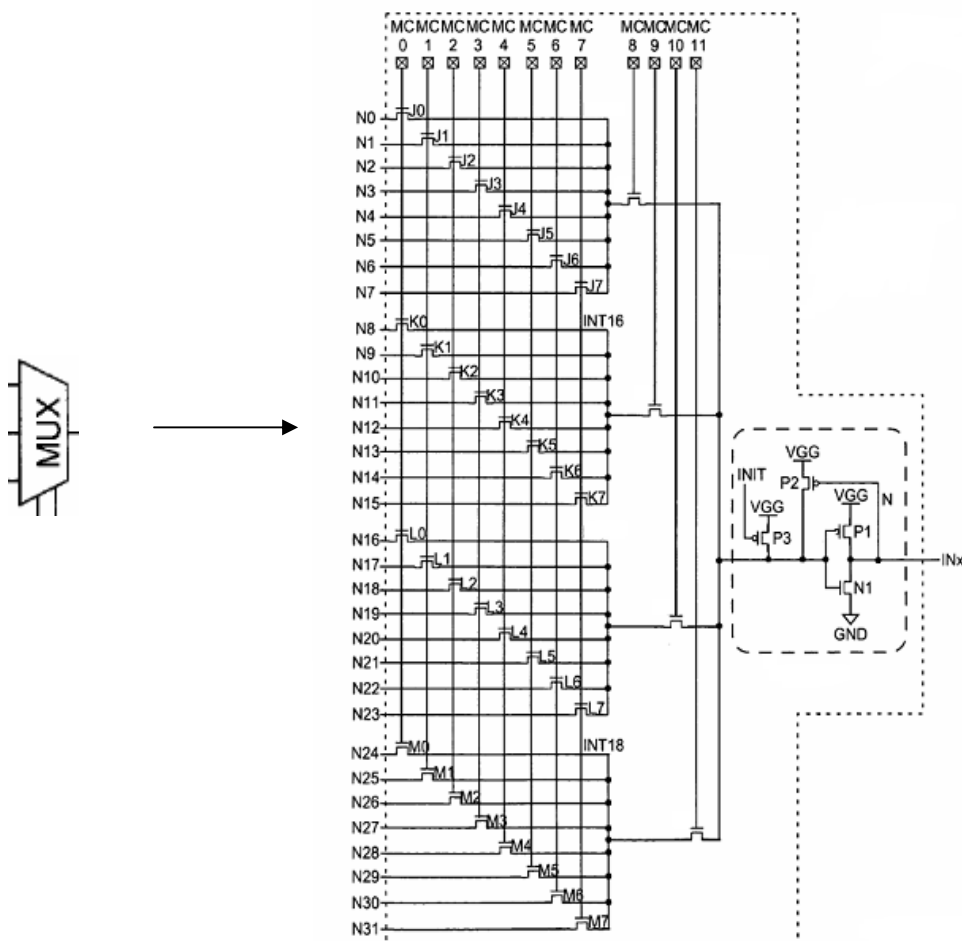 MC MC MC MC MC MC MC MC MC MC MC MC
0 1 2 3 4 5 6 7 8 9 10 11
N0 J0
N1 J1
N2 J2
N3 J3
N4 J4
N5 J5
N6 J6
N7 J7
N8 K0 INT16
N9 K1
N10 K2
N11 K3
N12 K4
N13 K5
N14 K6
N15 K7
N16 L0
N17 L1
N18 L2
N19 L3
N20 L4
N21 L5
N22 L6
N23 L7
N24 M0 INT18
N25 M1
N26 M2
N27 M3
N28 M4
N29 M5
N30 M6
N31 M7
MUX
VGG
INIT P2 N
VGG VGG
P3 P1
INx
N1
GND